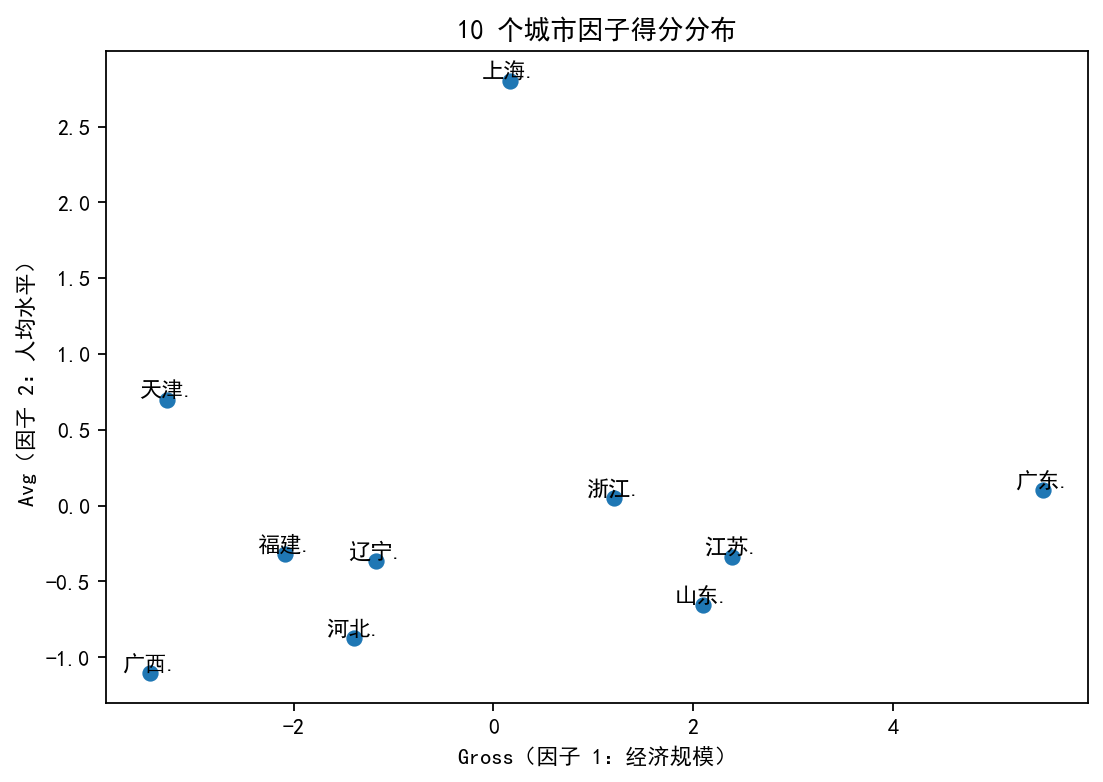 10 个城市因子得分分布
上海.
2.5
2.0
1.5
1.0
天津.
0.5
广东.
浙江.
0.0
福建.
辽宁.
江苏.
-0.5
山东.
河北.
-1.0
广西.
Avg（因子 2：人均水平）
-2
0
2
4
Gross（因子 1：经济规模）